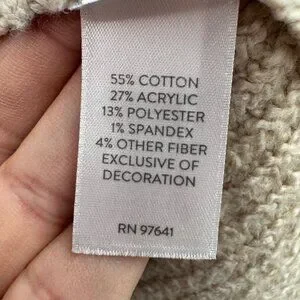 55% COTTON
27% ACRYLIC
13% POLYESTER
1% SPANDEX
4% OTHER FIBER
EXCLUSIVE OF
DECORATION
RN 97641